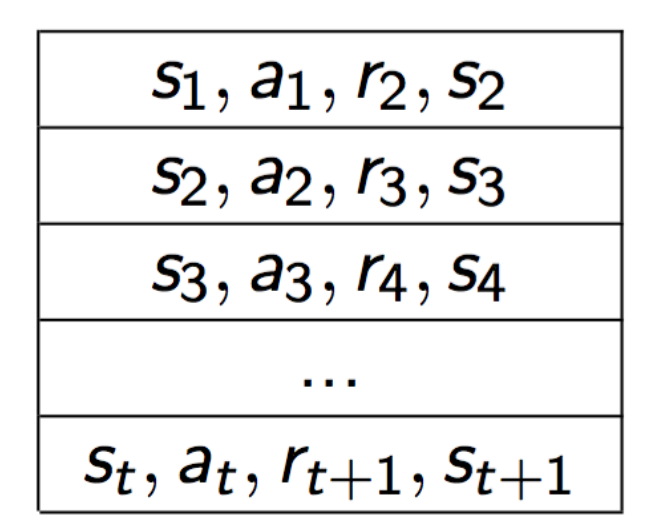 s₁, a₁, r₂, s₂
s₂, a₂, r₃, s₃
s₃, a₃, r₄, s₄
...
sₜ, aₜ, rₜ₊₁, sₜ₊₁